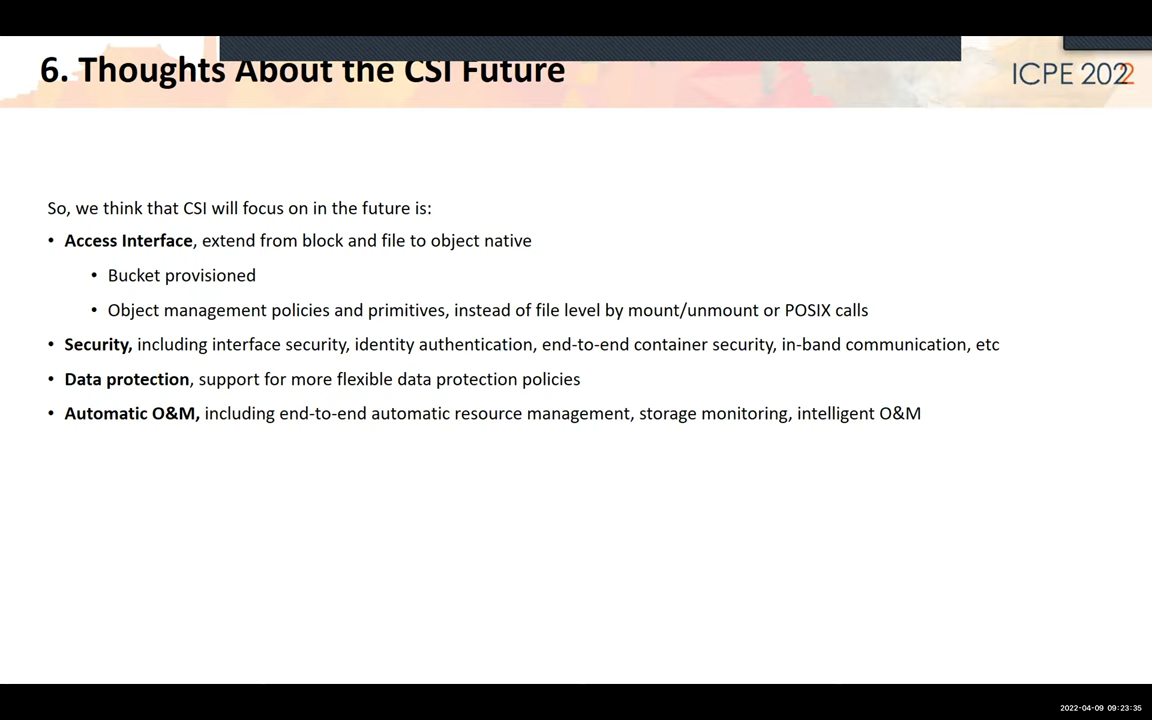 6. Thoughts About the CSI Future
ICPE 2022
So, we think that CSI will focus on in the future is:
• Access Interface, extend from block and file to object native
• Bucket provisioned
• Object management policies and primitives, instead of file level by mount/unmount or POSIX calls
• Security, including interface security, identity authentication, end-to-end container security, in-band communication, etc
• Data protection, support for more flexible data protection policies
• Automatic O&M, including end-to-end automatic resource management, storage monitoring, intelligent O&M
2022-04-09 09:23:35